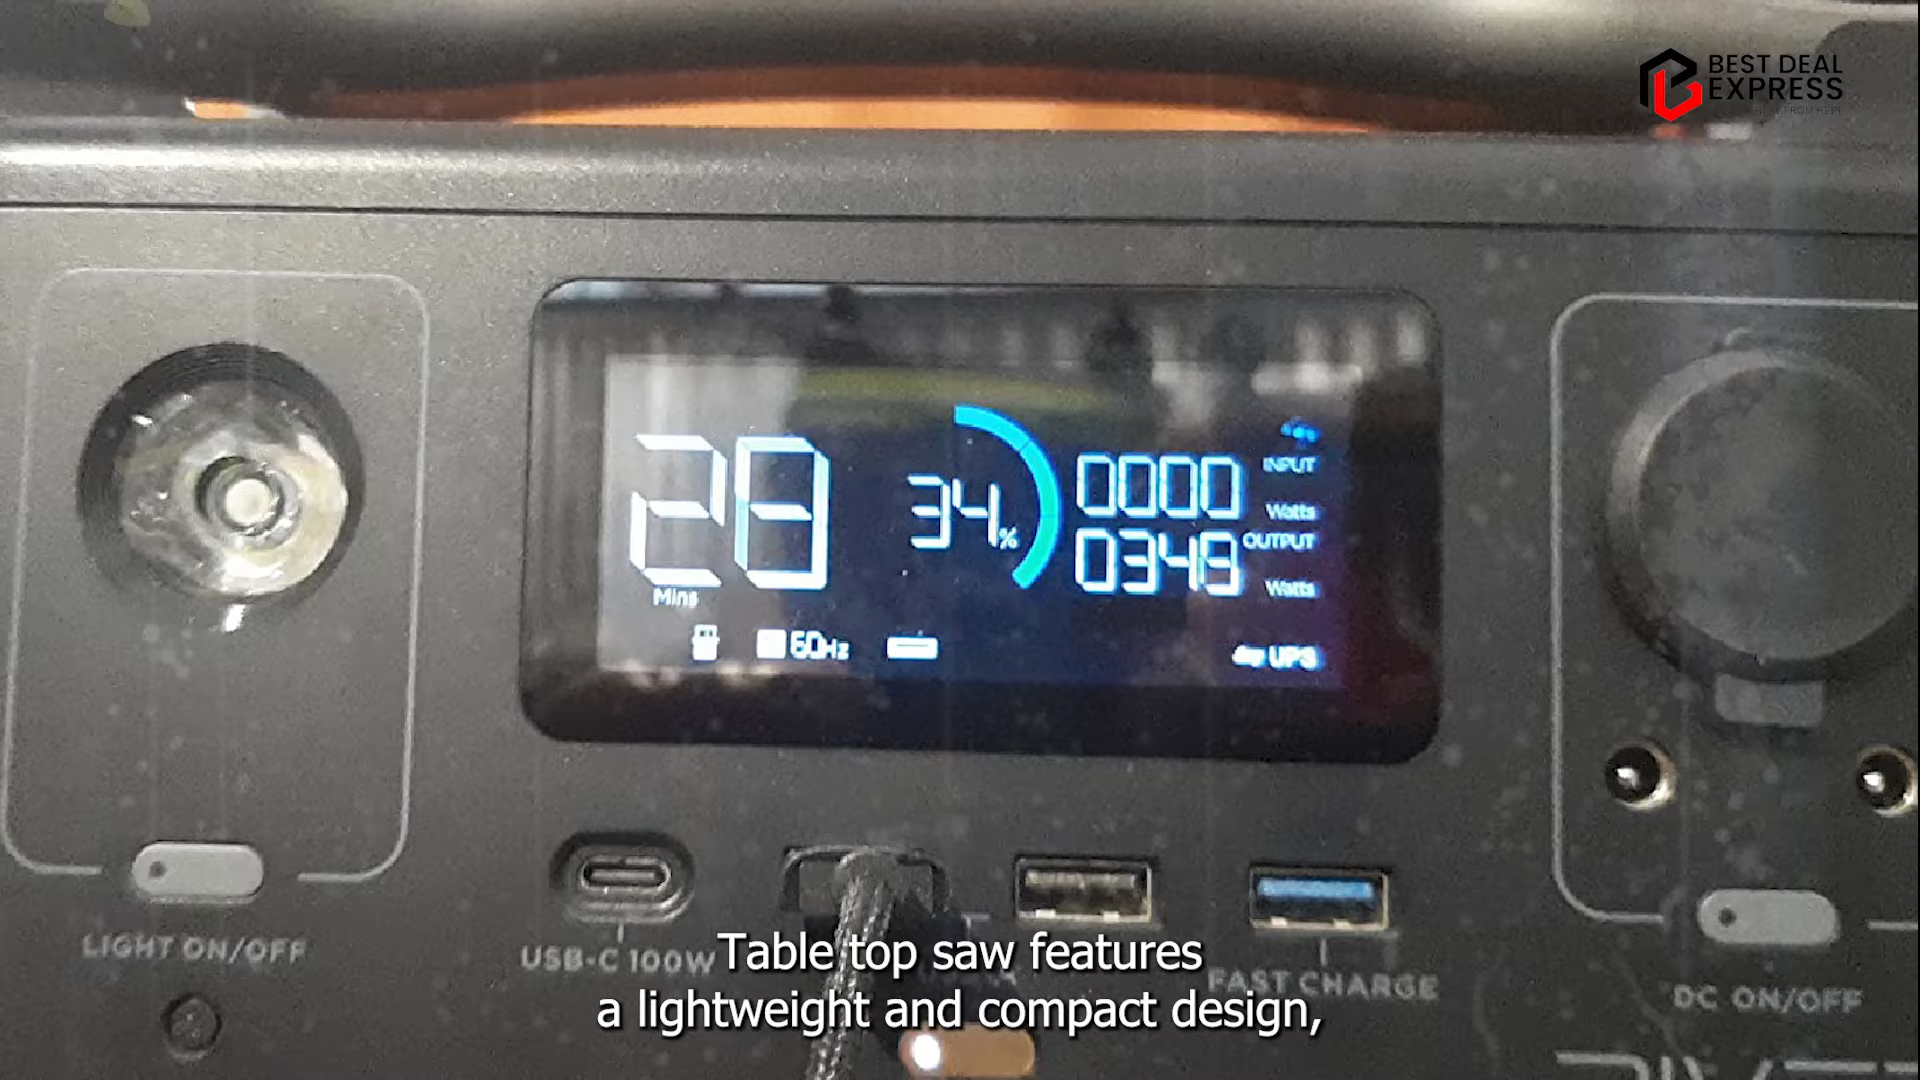 BEST DEAL
EXPRESS
28
Mins
34%
0000
INPUT
Watts
OUTPUT
Watts
60Hz
UPS
LIGHT ON/OFF
USB-C 100W
FAST CHARGE
DC ON/OFF
Table top saw features
a lightweight and compact design,